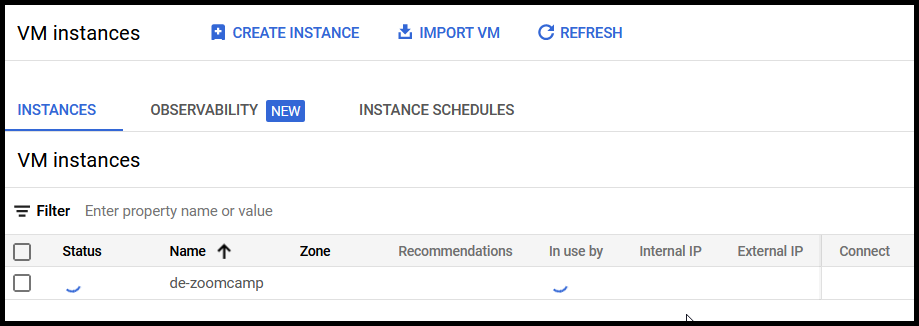 VM instances CREATE INSTANCE IMPORT VM REFRESH
INSTANCES OBSERVABILITY NEW INSTANCE SCHEDULES
VM instances
Filter Enter property name or value
Status Name Zone Recommendations In use by Internal IP External IP Connect
de-zoomcamp